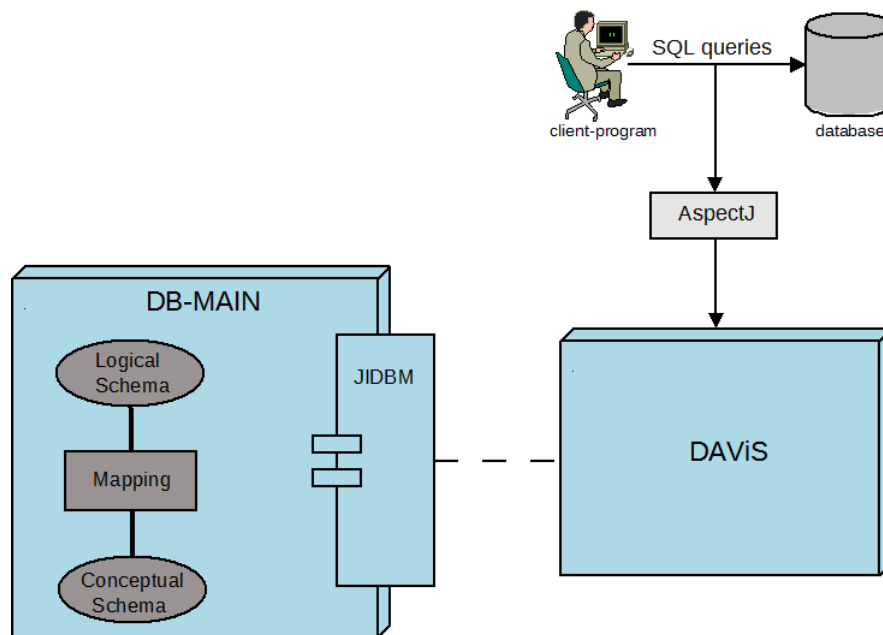 SQL queries
client-program
database
AspectJ
DB-MAIN
Logical
Schema
JIDBM
Mapping
DAViS
Conceptual
Schema